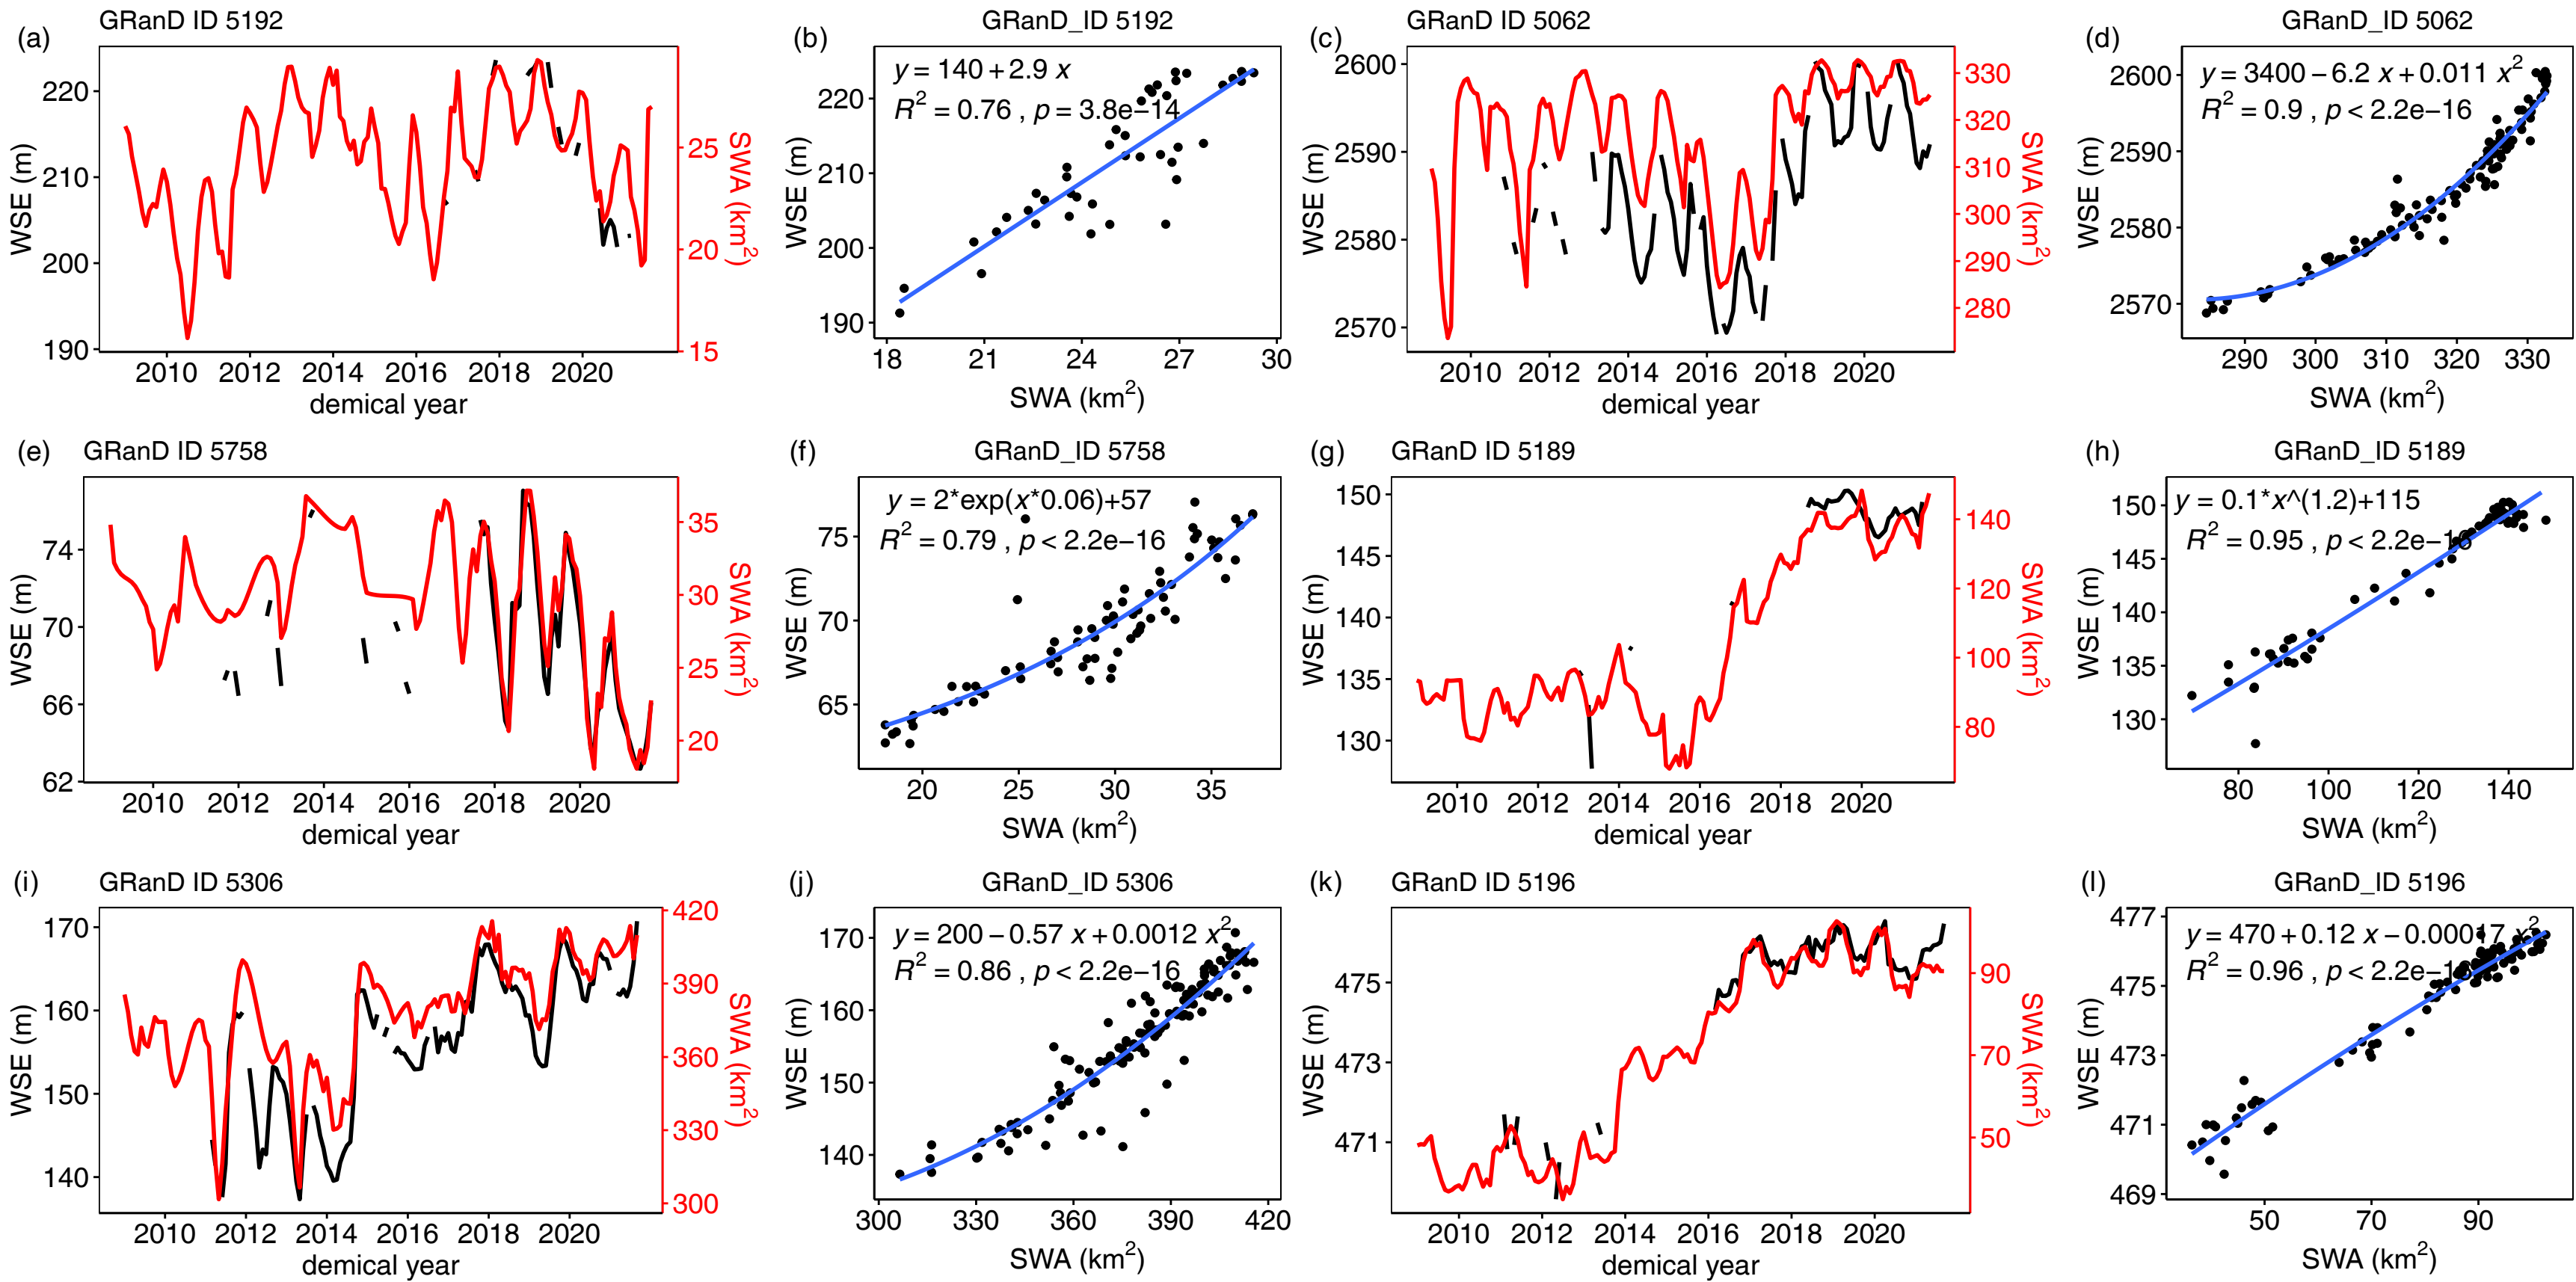 (a) GRanD ID 5192
220
210
200
190
WSE (m)
25
20
15
SWA (km²)
2010 2012 2014 2016 2018 2020
demical year
(b) GRanD_ID 5192
y = 140 + 2.9 x
R² = 0.76 , p = 3.8e−14
220
210
200
190
WSE (m)
18 21 24 27 30
SWA (km²)
(c) GRanD ID 5062
2600
2590
2580
2570
WSE (m)
330
320
310
300
290
280
SWA (km²)
2010 2012 2014 2016 2018 2020
demical year
(d) GRanD_ID 5062
y = 3400 − 6.2 x + 0.011 x²
R² = 0.9 , p < 2.2e−16
2600
2590
2580
2570
WSE (m)
290 300 310 320 330
SWA (km²)
(e) GRanD ID 5758
74
70
66
62
WSE (m)
35
30
25
20
SWA (km²)
2010 2012 2014 2016 2018 2020
demical year
(f) GRanD_ID 5758
y = 2*exp(x*0.06)+57
R² = 0.79 , p < 2.2e−16
75
70
65
WSE (m)
20 25 30 35
SWA (km²)
(g) GRanD ID 5189
150
145
140
135
130
WSE (m)
140
120
100
80
SWA (km²)
2010 2012 2014 2016 2018 2020
demical year
(h) GRanD_ID 5189
y = 0.1*x^(1.2)+115
R² = 0.95 , p < 2.2e−16
150
145
140
135
130
WSE (m)
80 100 120 140
SWA (km²)
(i) GRanD ID 5306
170
160
150
140
WSE (m)
420
390
360
330
300
SWA (km²)
2010 2012 2014 2016 2018 2020
demical year
(j) GRanD_ID 5306
y = 200 − 0.57 x + 0.0012 x²
R² = 0.86 , p < 2.2e−16
170
160
150
140
WSE (m)
300 330 360 390 420
SWA (km²)
(k) GRanD ID 5196
475
473
471
WSE (m)
90
70
50
SWA (km²)
2010 2012 2014 2016 2018 2020
demical year
(l) GRanD_ID 5196
y = 470 + 0.12 x − 0.00017 x²
R² = 0.96 , p < 2.2e−16
477
475
473
471
469
WSE (m)
50 70 90
SWA (km²)